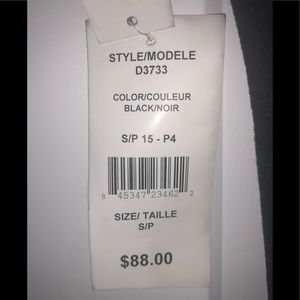 STYLE/MODELE
D3733
COLOR/COULEUR
BLACK/NOIR
S/P 15 - P4
8 45347 23462 2
SIZE/ TAILLE
S/P
$88.00